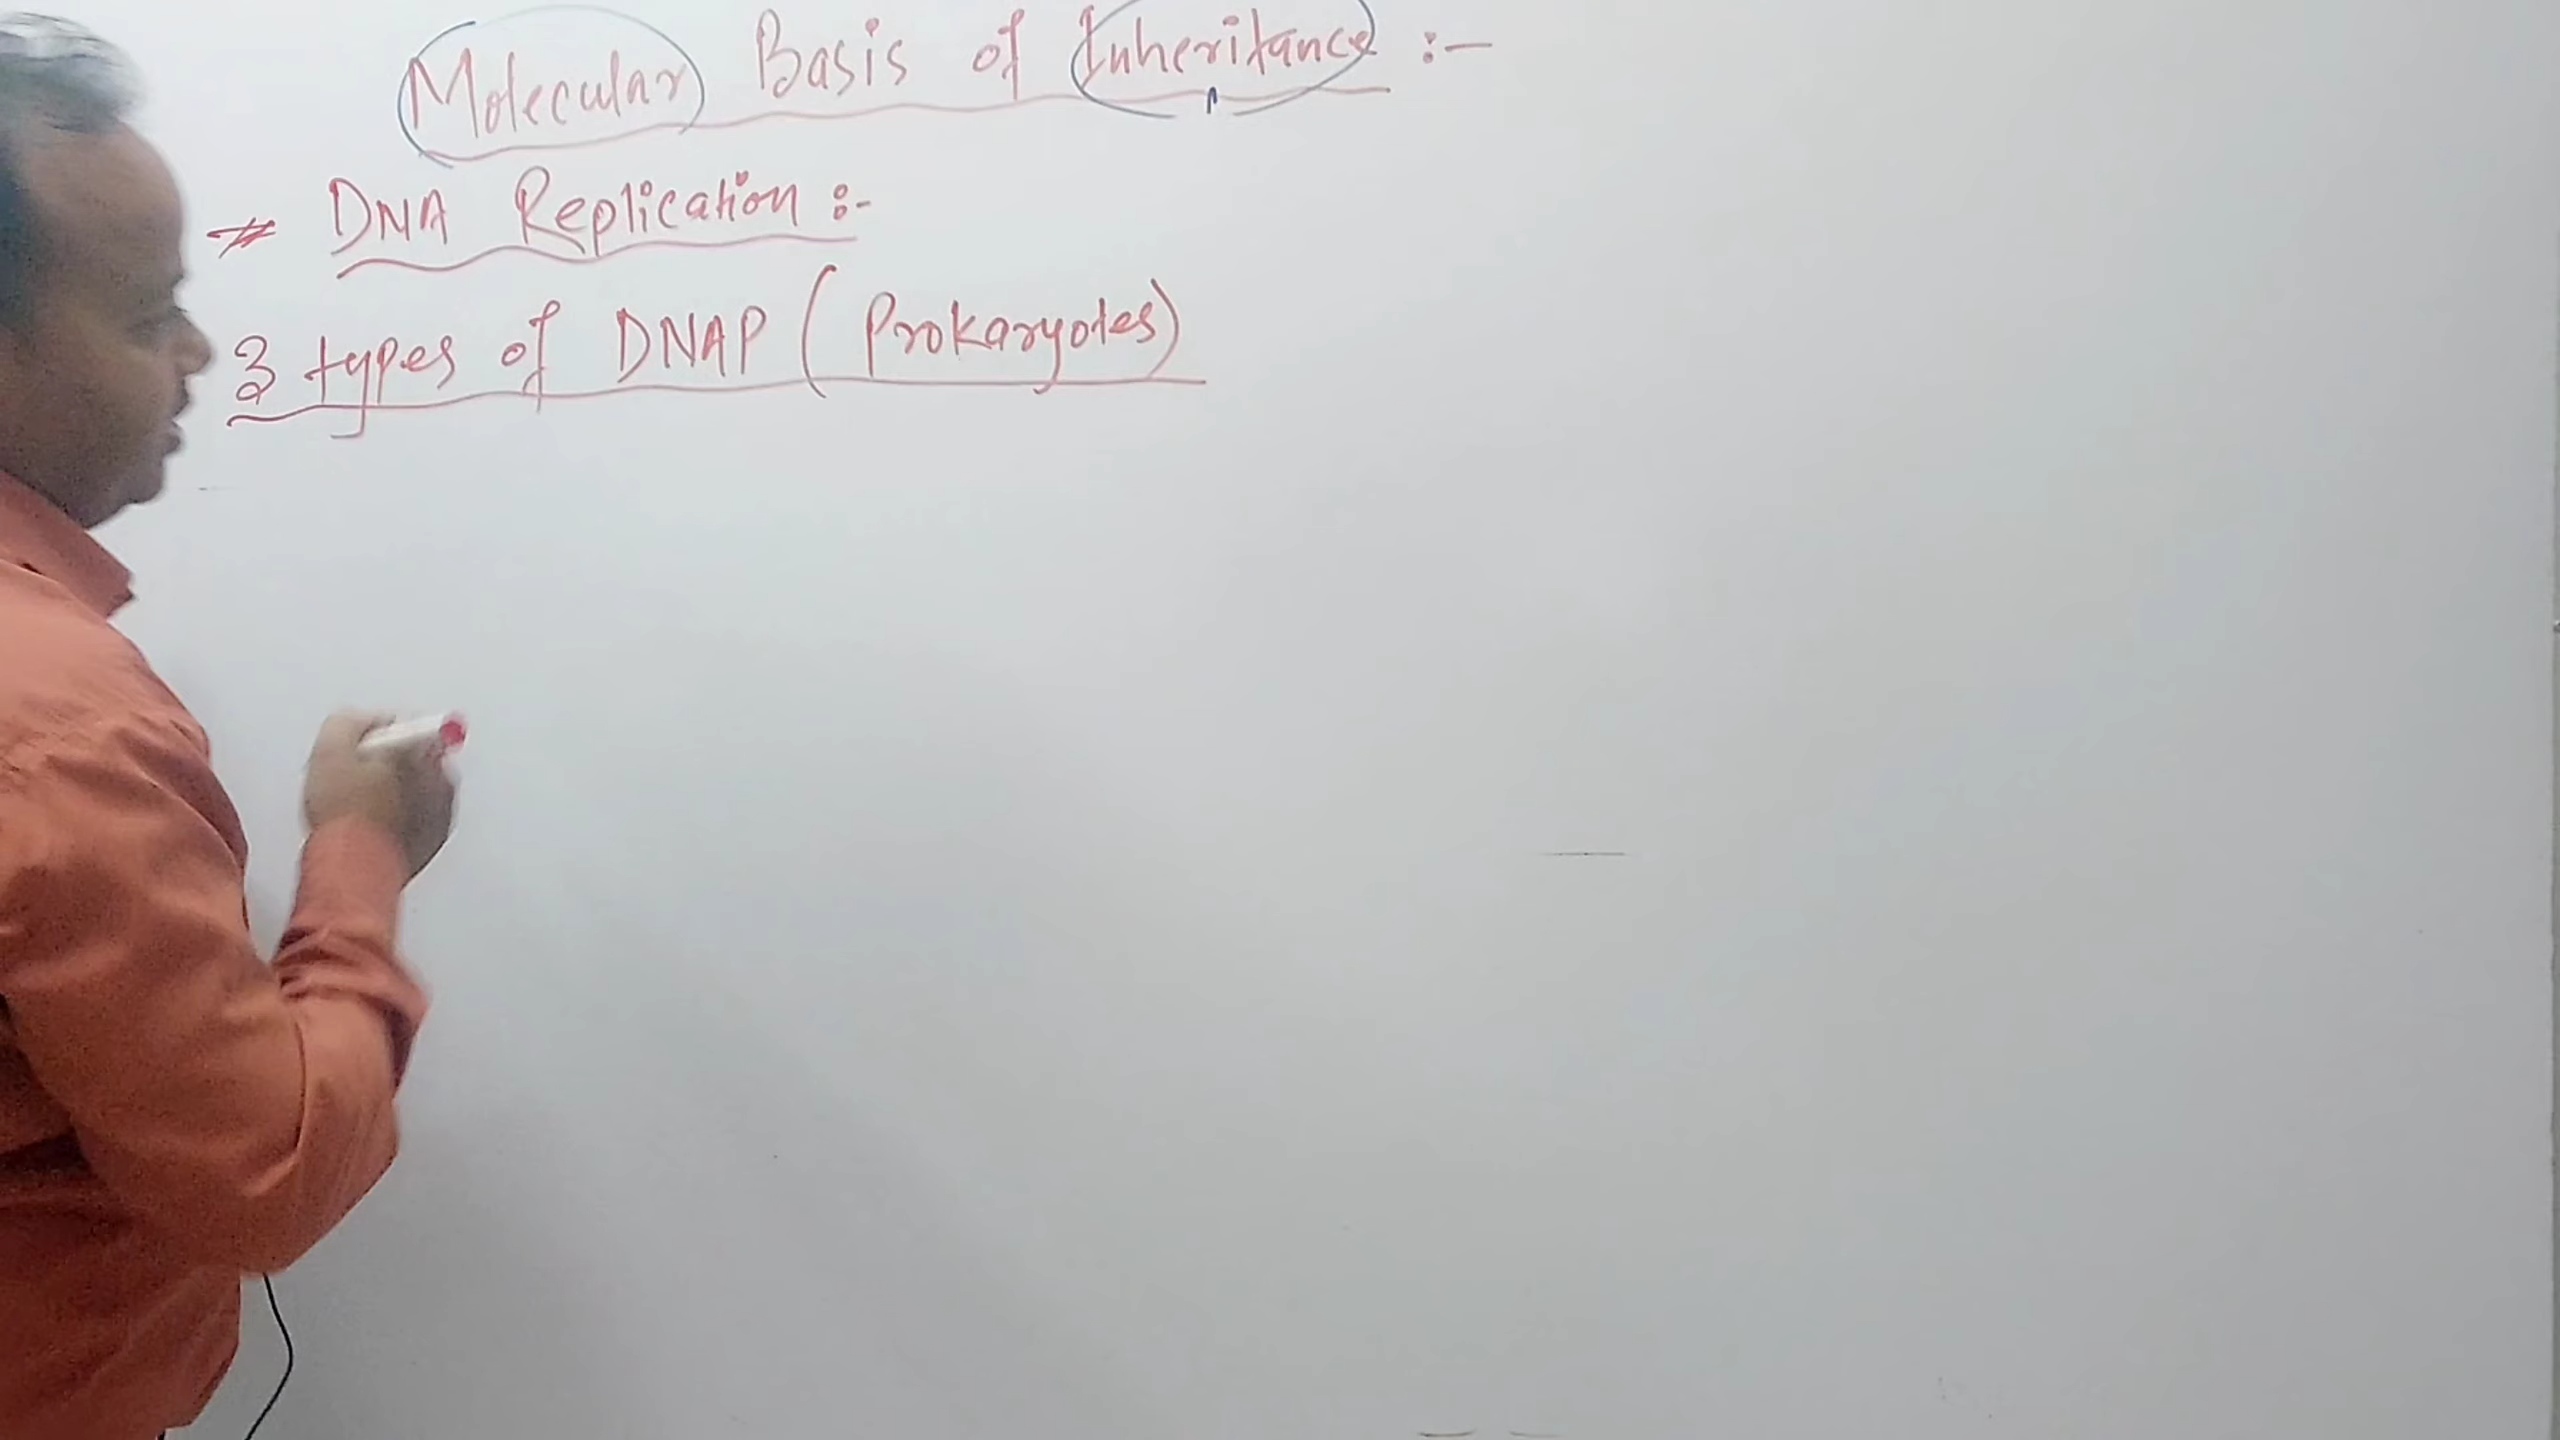 Molecular Basis of Inheritance :-
# DNA Replication :-
3 types of DNAP ( Prokaryotes)